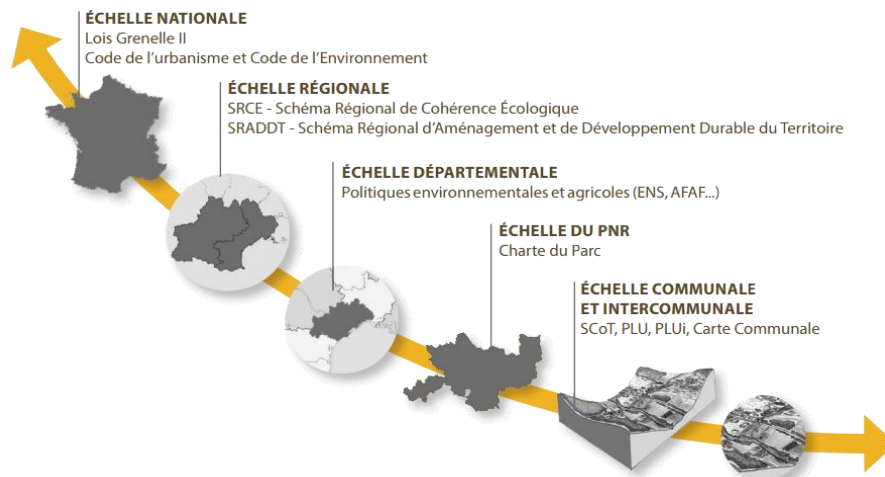 ÉCHELLE NATIONALE
Lois Grenelle II
Code de l'urbanisme et Code de l'Environnement
ÉCHELLE RÉGIONALE
SRCE - Schéma Régional de Cohérence Écologique
SRADDT - Schéma Régional d'Aménagement et de Développement Durable du Territoire
ÉCHELLE DÉPARTEMENTALE
Politiques environnementales et agricoles (ENS, AFAF...)
ÉCHELLE DU PNR
Charte du Parc
ÉCHELLE COMMUNALE
ET INTERCOMMUNALE
SCoT, PLU, PLUi, Carte Communale